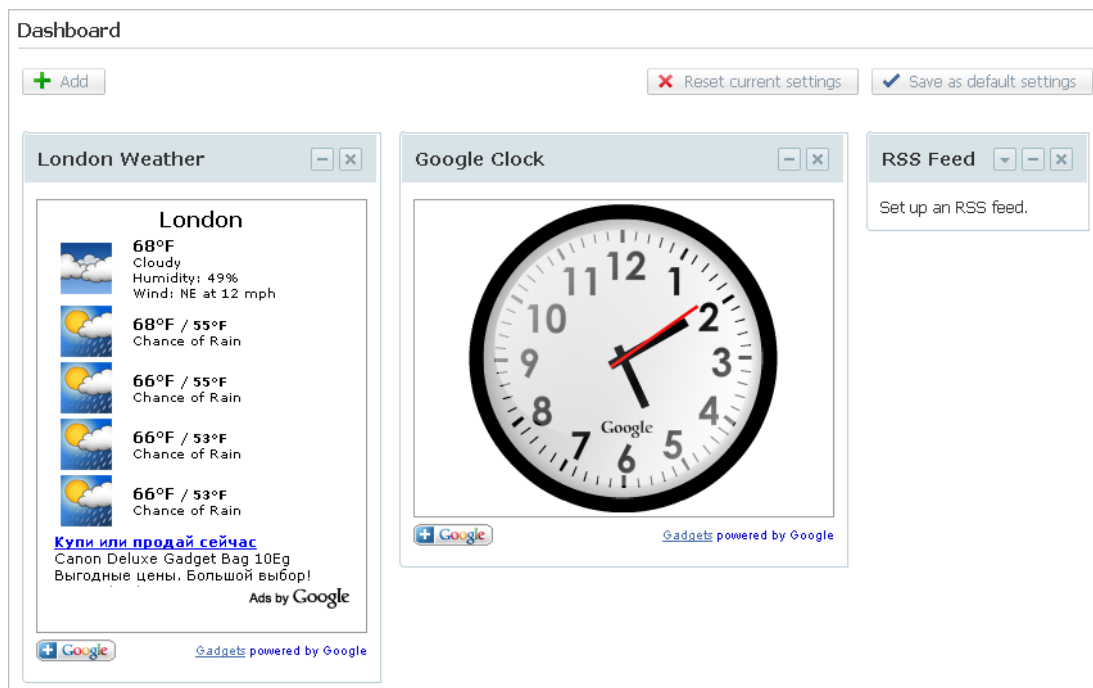 Dashboard
Add
Reset current settings
Save as default settings
London Weather
London
68°F
Cloudy
Humidity: 49%
Wind: NE at 12 mph
68°F / 55°F
Chance of Rain
66°F / 55°F
Chance of Rain
66°F / 53°F
Chance of Rain
66°F / 53°F
Chance of Rain
Купи или продай сейчас
Canon Deluxe Gadget Bag 10Eg
Выгодные цены. Большой выбор!
Ads by Google
Google
Gadgets powered by Google
Google Clock
12
1
2
3
4
5
6
7
8
9
10
11
Google
Google
Gadgets powered by Google
RSS Feed
Set up an RSS feed.